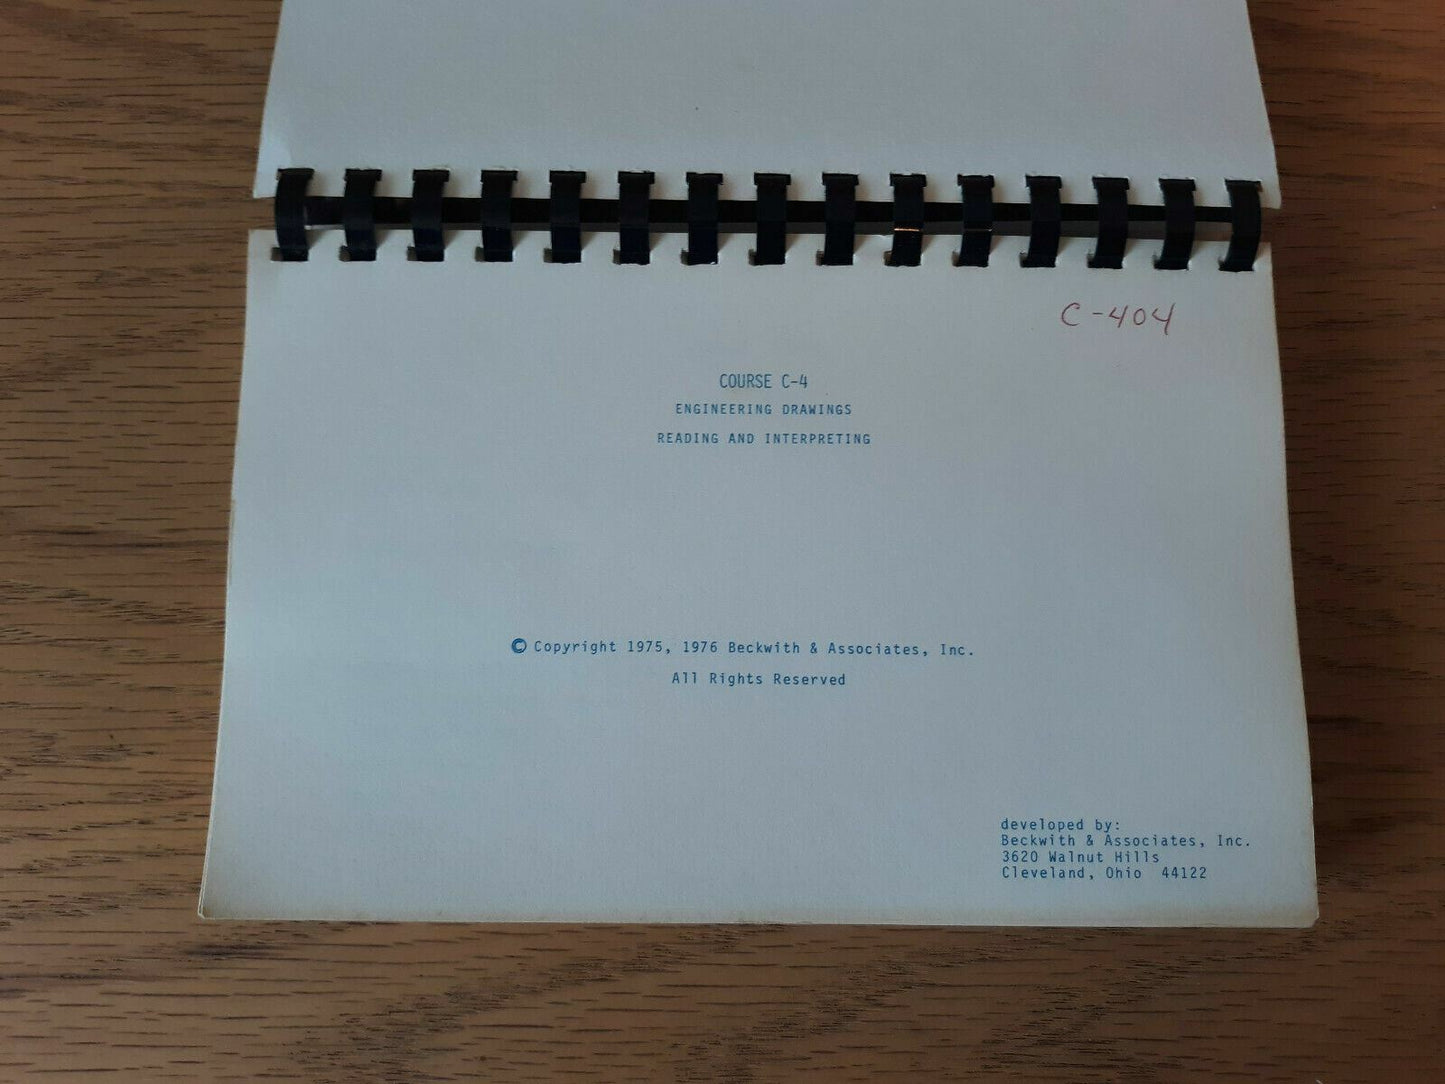 C-404
COURSE C-4
ENGINEERING DRAWINGS
READING AND INTERPRETING
© Copyright 1975, 1976 Beckwith & Associates, Inc.
All Rights Reserved
developed by:
Beckwith & Associates, Inc.
3620 Walnut Hills
Cleveland, Ohio 44122